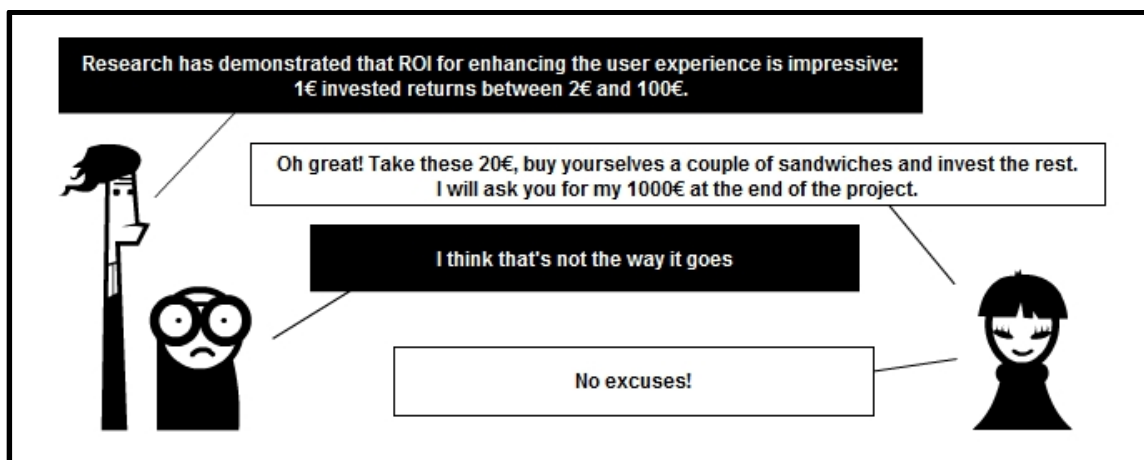 Research has demonstrated that ROI for enhancing the user experience is impressive:
1€ invested returns between 2€ and 100€.
Oh great! Take these 20€, buy yourselves a couple of sandwiches and invest the rest.
I will ask you for my 1000€ at the end of the project.
I think that's not the way it goes
No excuses!